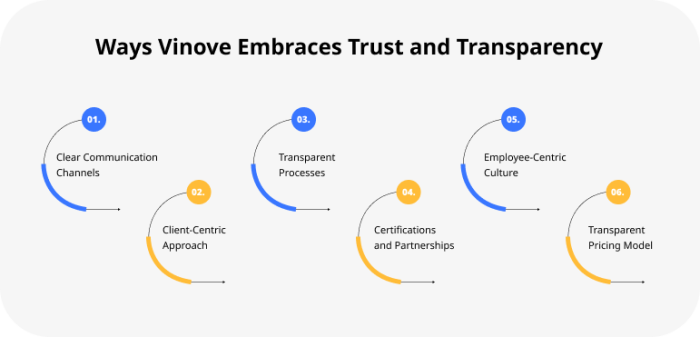 Ways Vinove Embraces Trust and Transparency
01.
Clear Communication
Channels
02.
Client-Centric
Approach
03.
Transparent
Processes
04.
Certifications
and Partnerships
05.
Employee-Centric
Culture
06.
Transparent
Pricing Model